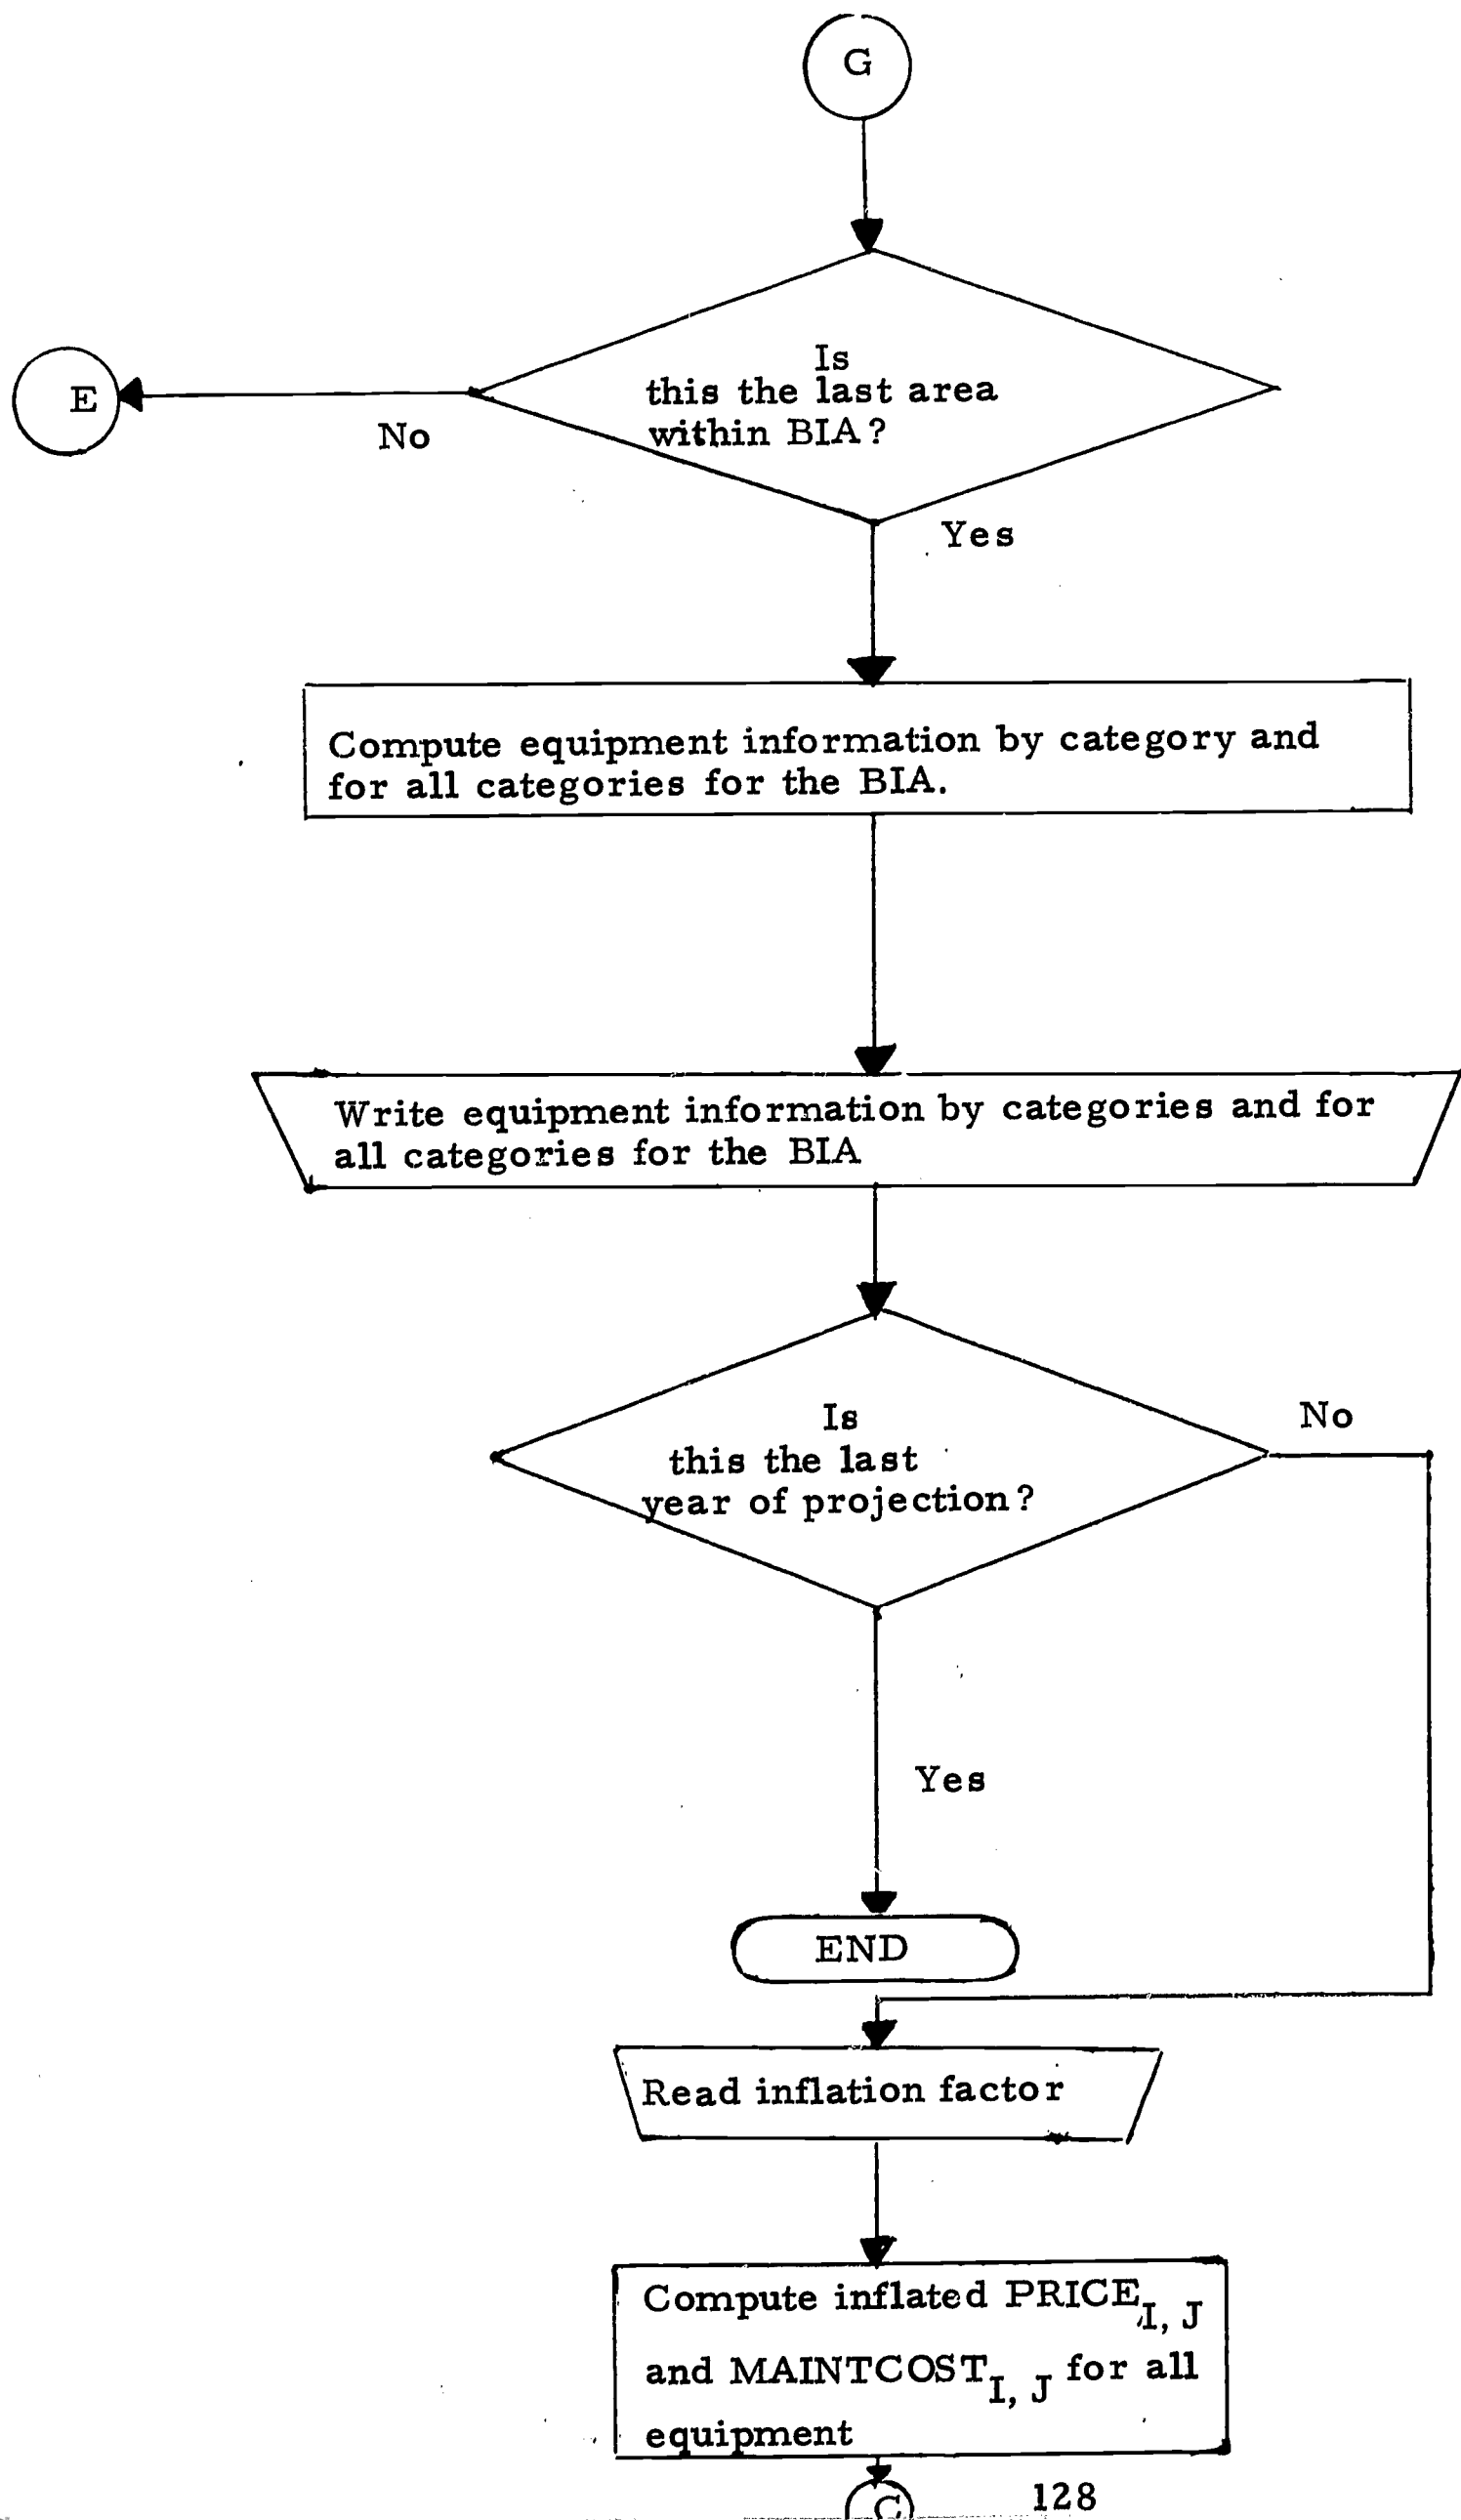 G
Is
this the last area
within BIA?
E
No
Yes
Compute equipment information by category and
for all categories for the BIA.
Write equipment information by categories and for
all categories for the BIA
Is
this the last
year of projection?
No
Yes
END
Read inflation factor
Compute inflated PRICE I, J
and MAINTCOST I, J for all
equipment
C
128